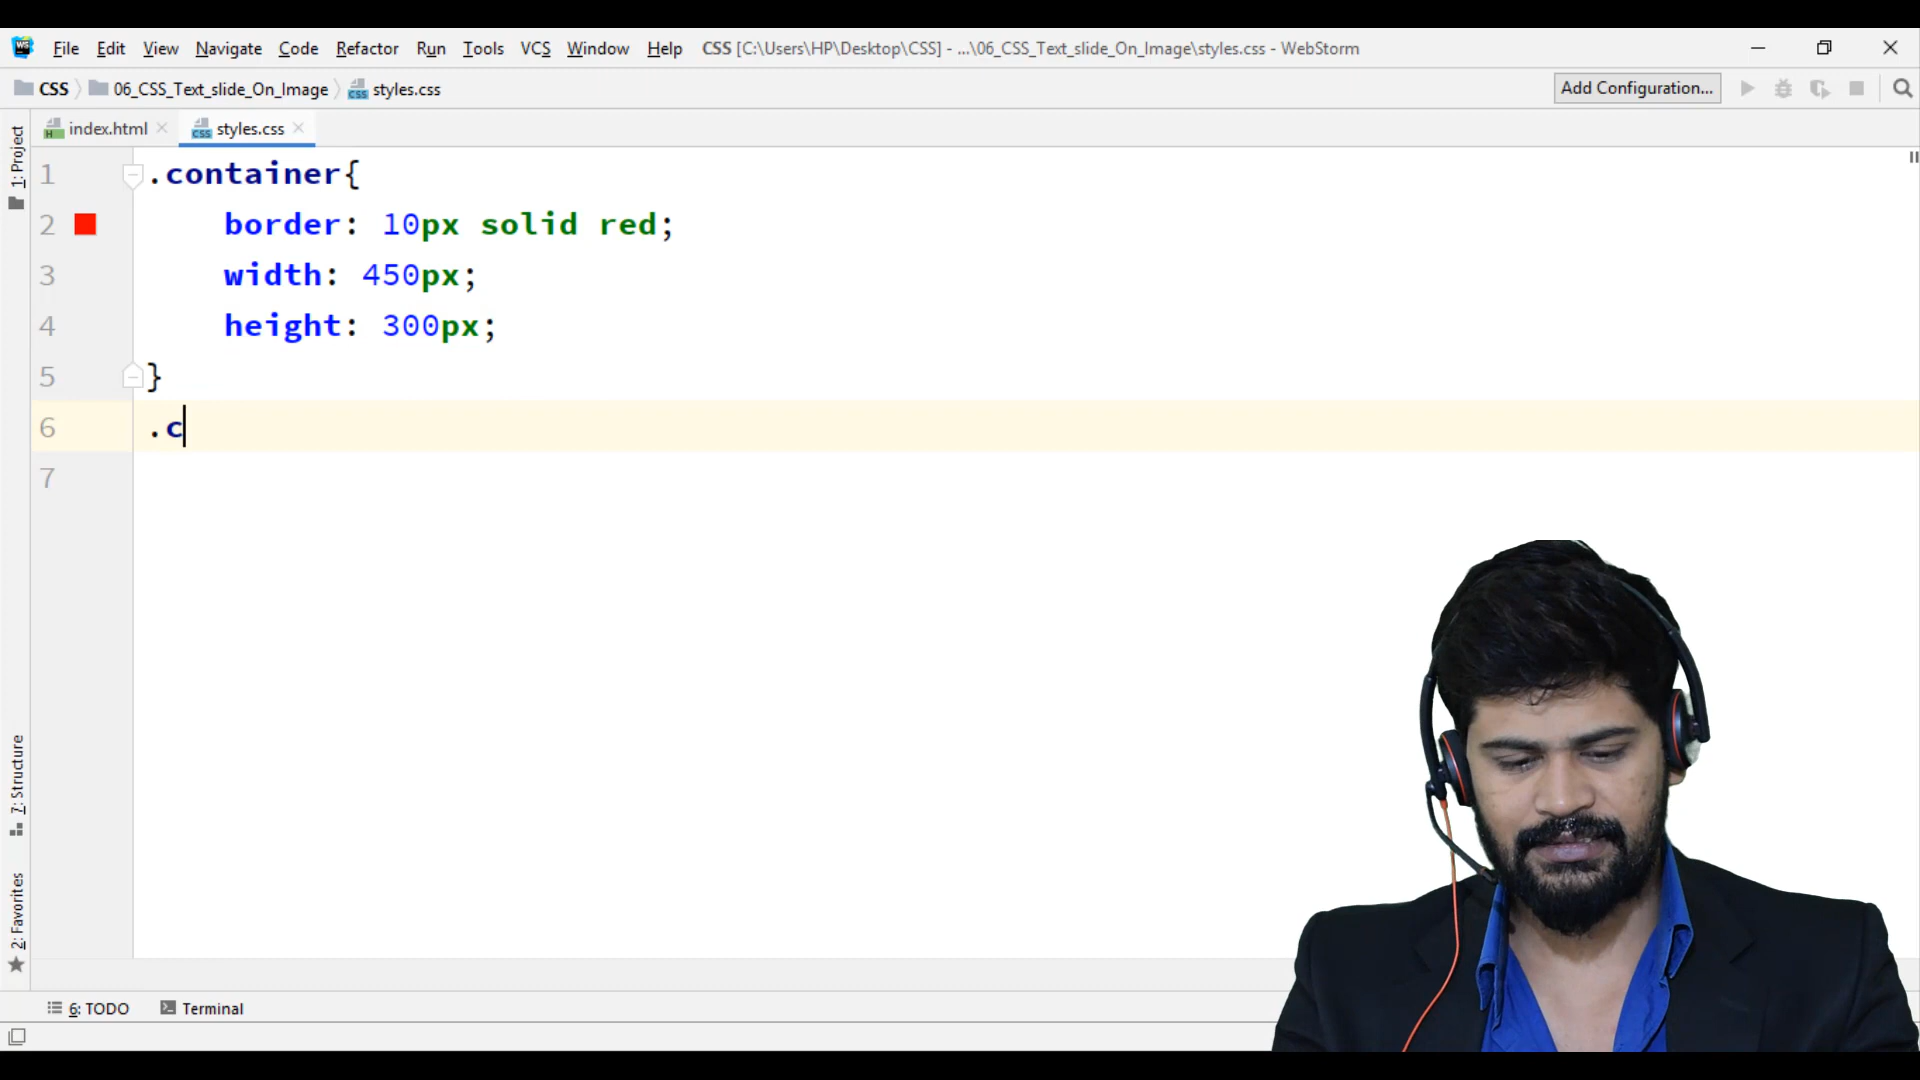 File Edit View Navigate Code Refactor Run Tools VCS Window Help CSS [C:\Users\HP\Desktop\CSS] - ...\06_CSS_Text_slide_On_Image\styles.css - WebStorm
CSS 06_CSS_Text_slide_On_Image styles.css Add Configuration...
index.html styles.css
1: Project
1 .container{
2 border: 10px solid red;
3 width: 450px;
4 height: 300px;
5 }
6 .c
7
7: Structure
2: Favorites
6: TODO Terminal